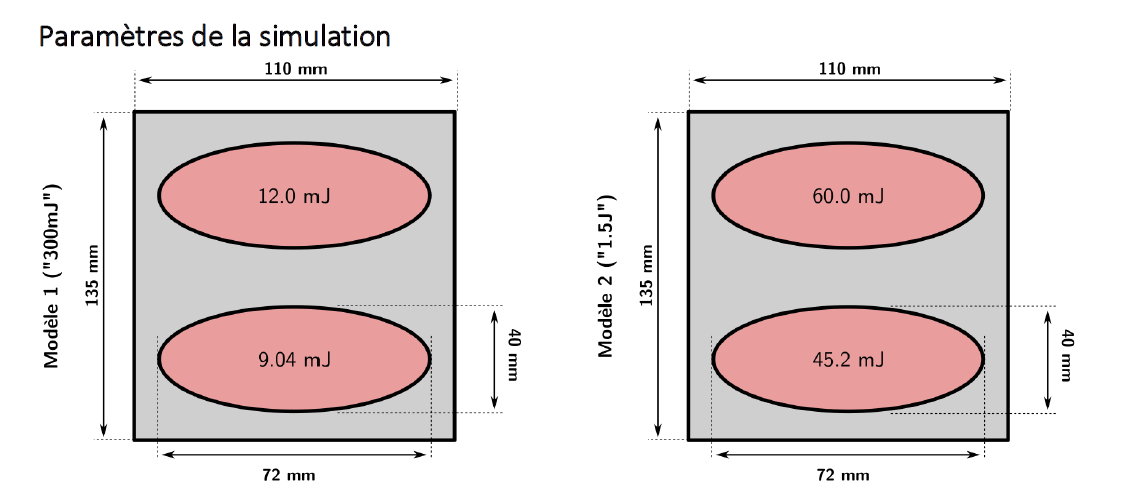 Paramètres de la simulation
110 mm
Modèle 1 ("300mJ")
135 mm
12.0 mJ
9.04 mJ
40 mm
72 mm
110 mm
Modèle 2 ("1.5J")
135 mm
60.0 mJ
45.2 mJ
40 mm
72 mm